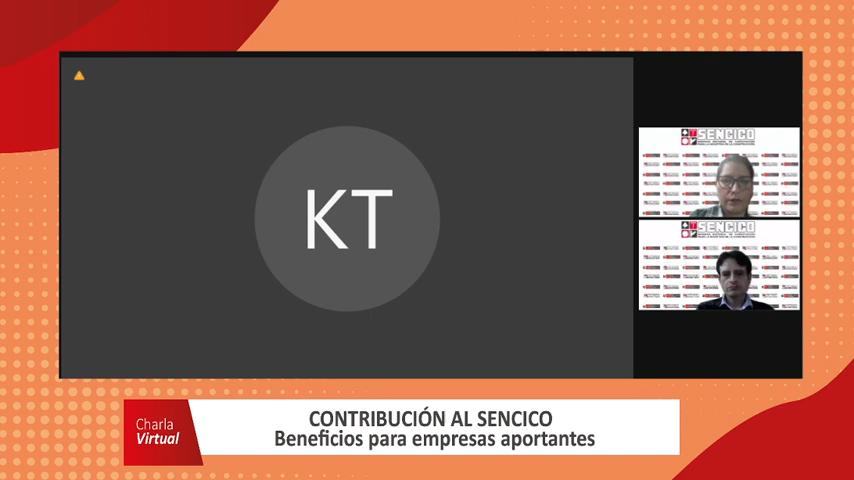 KT
SENCICO
SENCICO
Charla
Virtual
CONTRIBUCIÓN AL SENCICO
Beneficios para empresas aportantes